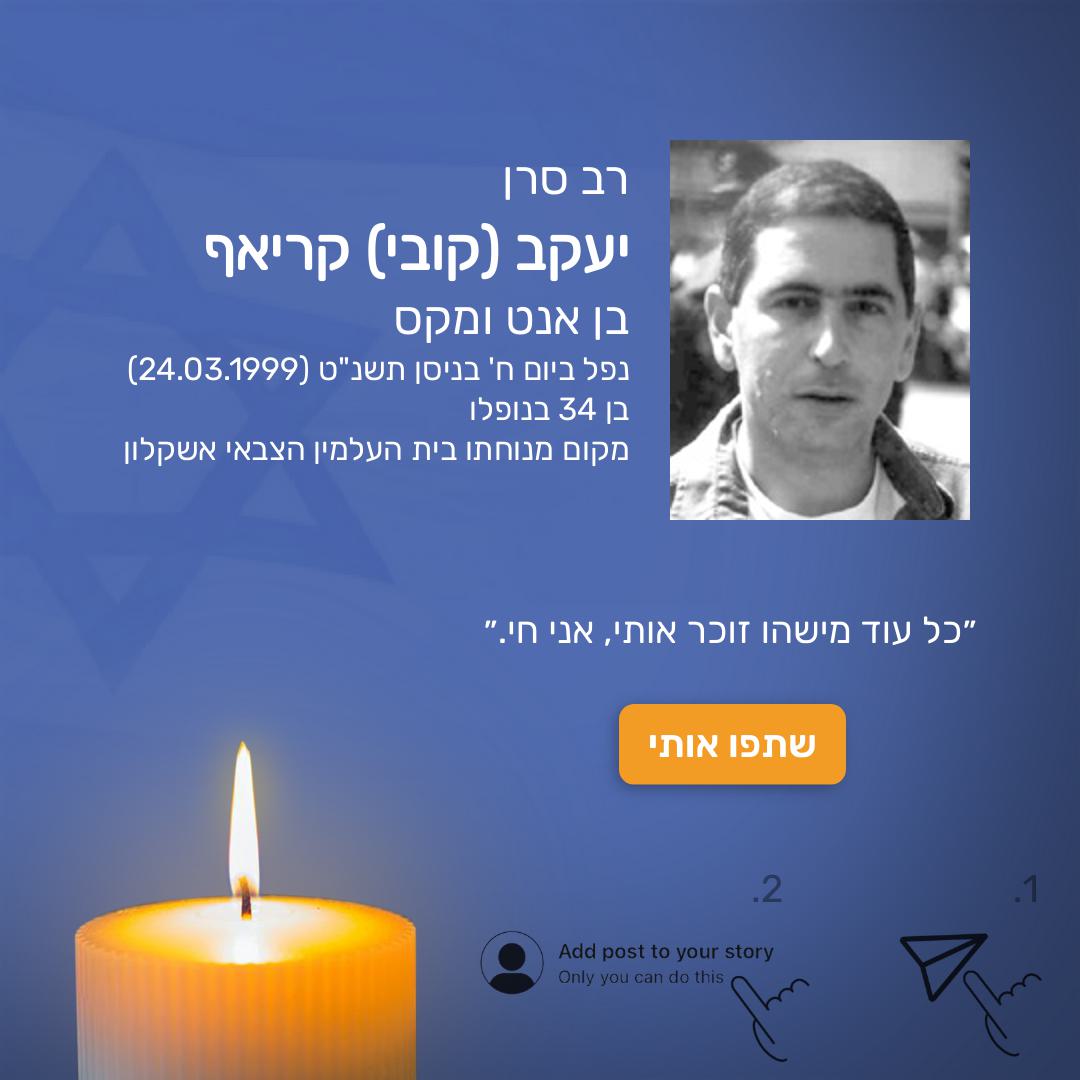 רב סרן
יעקב (קובי) קריאף
בן אנט ומקס
נפל ביום ח' בניסן תשנ"ט (24.03.1999)
בן 34 בנופלו
מקום מנוחתו בית העלמין הצבאי אשקלון
״כל עוד מישהו זוכר אותי, אני חי.״
שתפו אותי
1.
2.
Add post to your story
Only you can do this